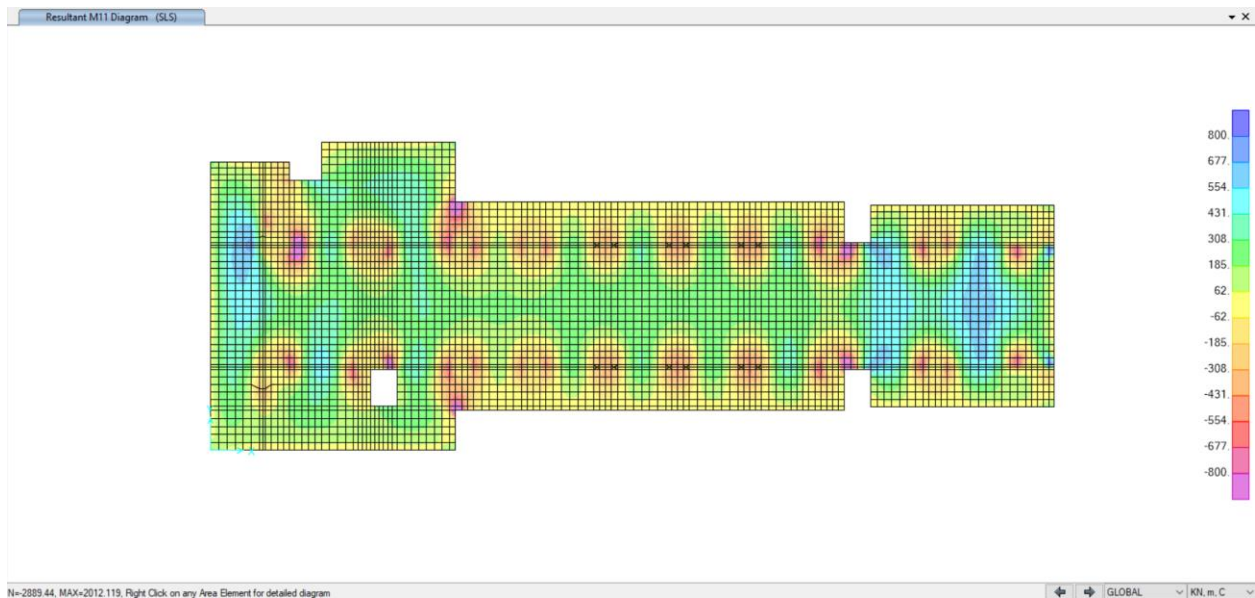 Resultant M11 Diagram (SLS)
800.
677.
554.
431.
308.
185.
62.
-62.
-185.
-308.
-431.
-554.
-677.
-800.
X
N=-2889.44, MAX=2012.119, Right Click on any Area Element for detailed diagram
GLOBAL
KN, m, C